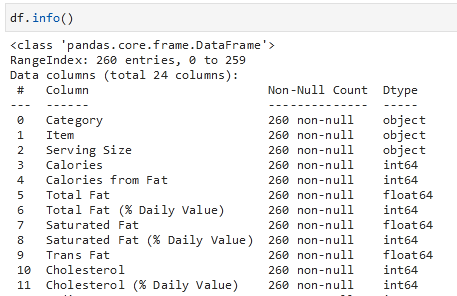 df.info()
<class 'pandas.core.frame.DataFrame'>
RangeIndex: 260 entries, 0 to 259
Data columns (total 24 columns):
 #   Column                         Non-Null Count  Dtype
---  ------                         --------------  -----
 0   Category                       260 non-null    object
 1   Item                           260 non-null    object
 2   Serving Size                   260 non-null    object
 3   Calories                       260 non-null    int64
 4   Calories from Fat              260 non-null    int64
 5   Total Fat                      260 non-null    float64
 6   Total Fat (% Daily Value)      260 non-null    int64
 7   Saturated Fat                  260 non-null    float64
 8   Saturated Fat (% Daily Value)  260 non-null    int64
 9   Trans Fat                      260 non-null    float64
 10  Cholesterol                    260 non-null    int64
 11  Cholesterol (% Daily Value)    260 non-null    int64